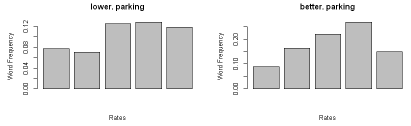 lower. parking
Word Frequency
0.00
0.04
0.08
0.12
Rates
better. parking
Word Frequency
0.00
0.10
0.20
Rates